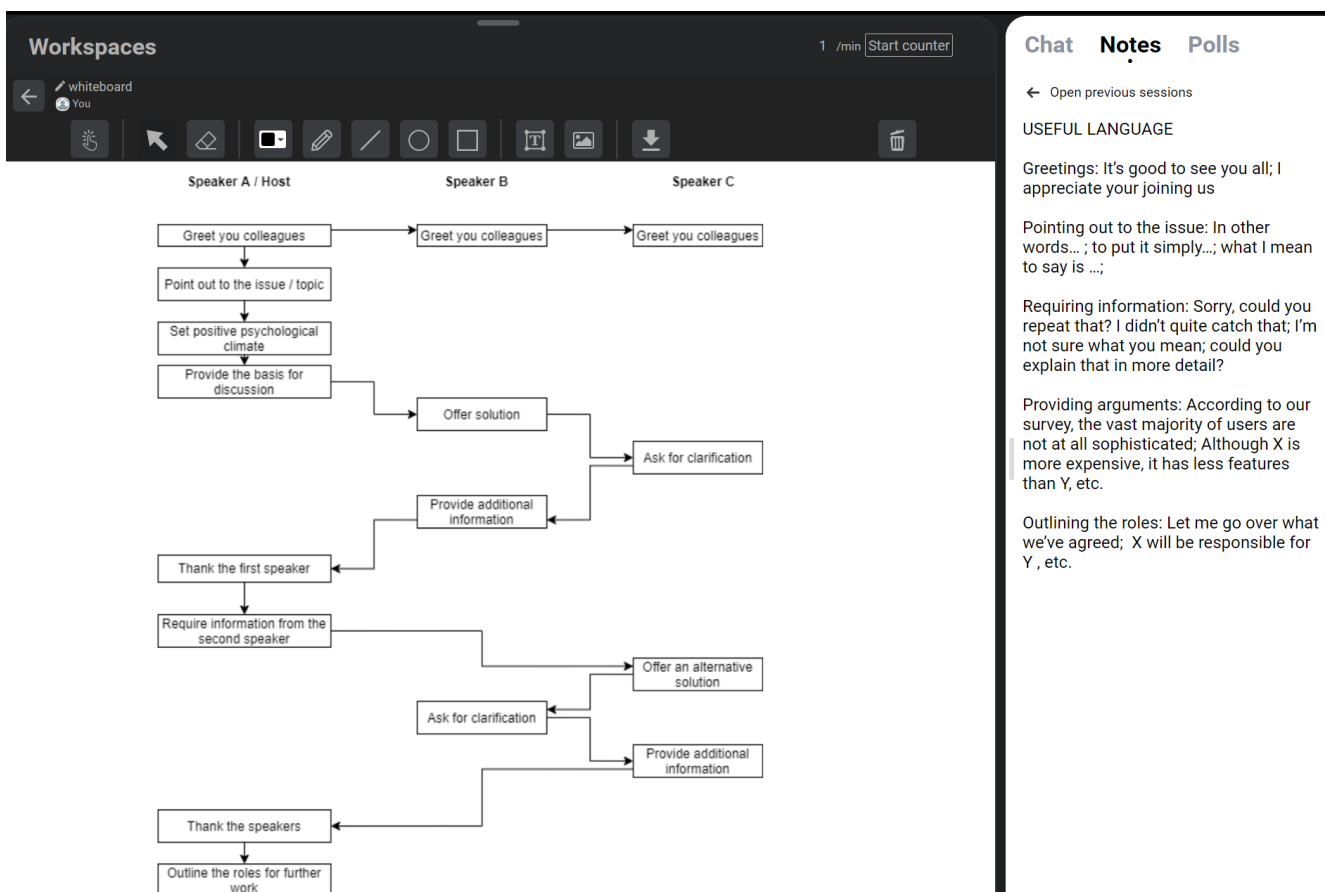 Workspaces
1 /min Start counter
whiteboard
You
Speaker A / Host
Speaker B
Speaker C
Greet you colleagues
Greet you colleagues
Greet you colleagues
Point out to the issue / topic
Set positive psychological
climate
Provide the basis for
discussion
Offer solution
Ask for clarification
Provide additional
information
Thank the first speaker
Require information from the
second speaker
Offer an alternative
solution
Ask for clarification
Provide additional
information
Thank the speakers
Outline the roles for further
work
Chat Notes Polls
Open previous sessions
USEFUL LANGUAGE
Greetings: It's good to see you all; I
appreciate your joining us
Pointing out to the issue: In other
words... ; to put it simply...; what I mean
to say is ...;
Requiring information: Sorry, could you
repeat that? I didn't quite catch that; I'm
not sure what you mean; could you
explain that in more detail?
Providing arguments: According to our
survey, the vast majority of users are
not at all sophisticated; Although X is
more expensive, it has less features
than Y, etc.
Outlining the roles: Let me go over what
we've agreed;  X will be responsible for
Y , etc.